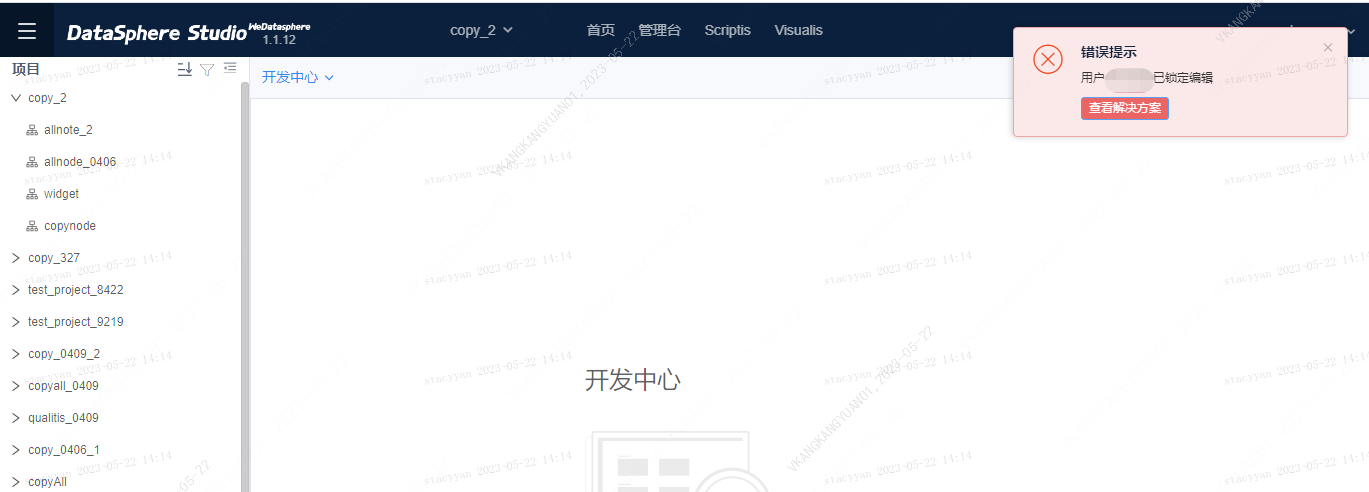 DataSphere Studio WeDatasphere
1.1.12
copy_2
首页 管理台 Scriptis Visualis
错误提示
用户 已锁定编辑
查看解决方案
项目
开发中心
copy_2
allnote_2
allnode_0406
widget
copynode
copy_327
test_project_8422
test_project_9219
copy_0409_2
copyall_0409
qualitis_0409
copy_0406_1
copyAll
开发中心
stacyyan 2023-05-22 14:14
VKANGKANGYUAN01, 2023-05-22